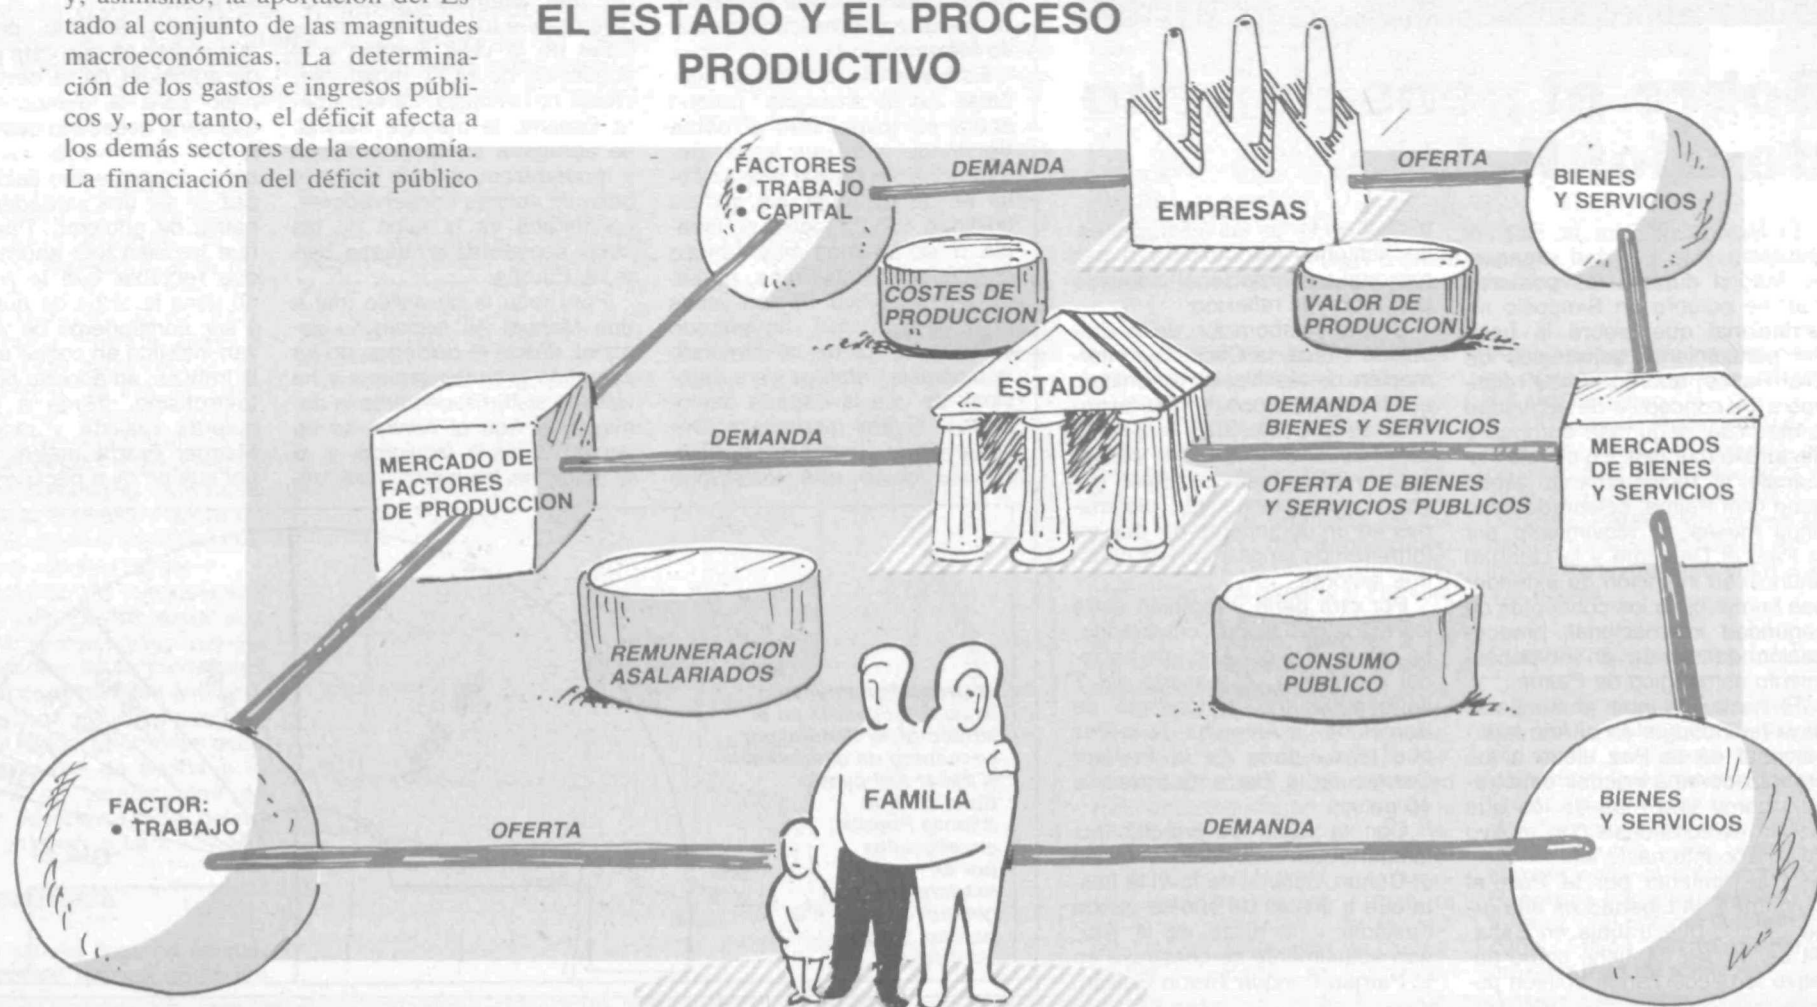 y, asimismo, la aportación del Es-
tado al conjunto de las magnitudes
macroeconómicas. La determina-
ción de los gastos e ingresos públi-
cos y, por tanto, el déficit afecta a
los demás sectores de la economía.
La financiación del déficit público
EL ESTADO Y EL PROCESO
PRODUCTIVO
FACTORES
• TRABAJO
• CAPITAL
DEMANDA
EMPRESAS
OFERTA
BIENES
Y SERVICIOS
COSTES DE
PRODUCCION
VALOR DE
PRODUCCION
MERCADO DE
FACTORES
DE PRODUCCION
DEMANDA
ESTADO
DEMANDA DE
BIENES Y SERVICIOS
OFERTA DE BIENES
Y SERVICIOS PUBLICOS
MERCADOS
DE BIENES
Y SERVICIOS
REMUNERACION
ASALARIADOS
CONSUMO
PUBLICO
FACTOR:
• TRABAJO
OFERTA
FAMILIA
DEMANDA
BIENES
Y SERVICIOS